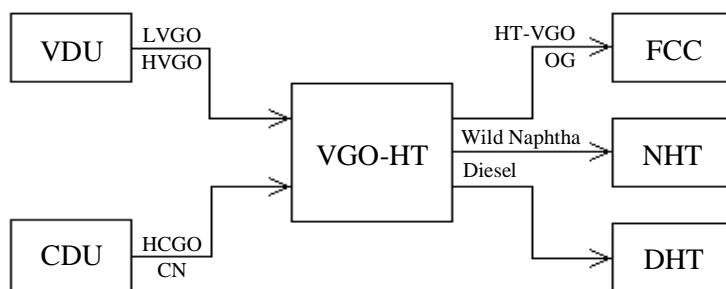 VDU
LVGO
HVGO
HT-VGO
OG
FCC
VGO-HT
Wild Naphtha
NHT
Diesel
CDU
HCGO
CN
DHT